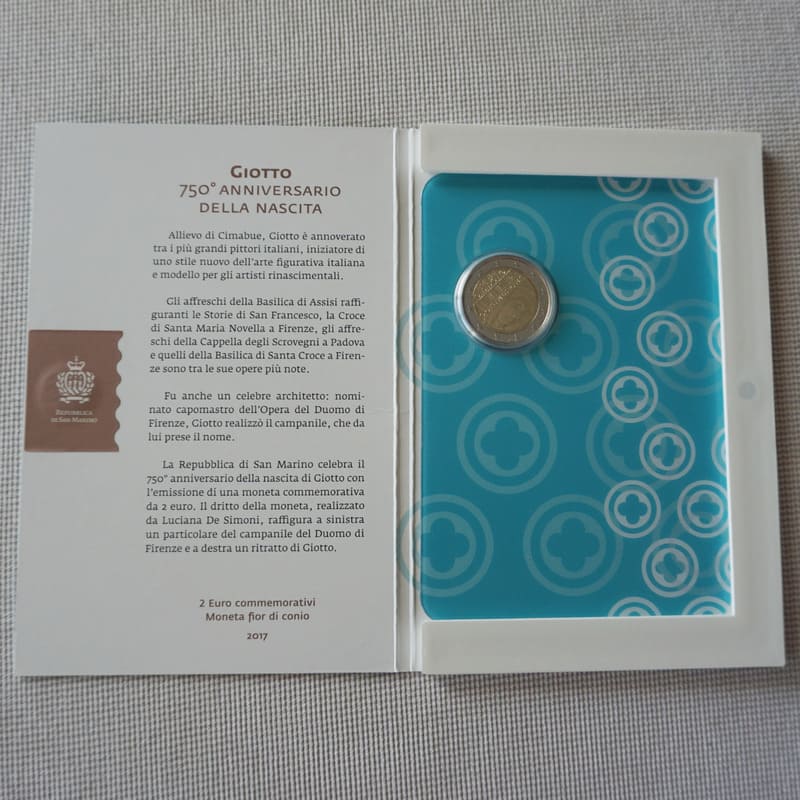 GIOTTO
750° ANNIVERSARIO
DELLA NASCITA
Allievo di Cimabue, Giotto è annoverato
tra i più grandi pittori italiani, iniziatore di
uno stile nuovo dell'arte figurativa italiana
e modello per gli artisti rinascimentali.
Gli affreschi della Basilica di Assisi raffi-
guranti le Storie di San Francesco, la Croce
di Santa Maria Novella a Firenze, gli affre-
schi della Cappella degli Scrovegni a Padova
e quelli della Basilica di Santa Croce a Firen-
ze sono tra le sue opere più note.
Fu anche un celebre architetto: nomi-
nato capomastro dell'Opera del Duomo di
Firenze, Giotto realizzò il campanile, che da
lui prese il nome.
La Repubblica di San Marino celebra il
750° anniversario della nascita di Giotto con
l'emissione di una moneta commemorativa
da 2 euro. Il dritto della moneta, realizzato
da Luciana De Simoni, raffigura a sinistra
un particolare del campanile del Duomo di
Firenze e a destra un ritratto di Giotto.
2 Euro commemorativi
Moneta fior di conio
2017
REPUBBLICA
DI SAN MARINO